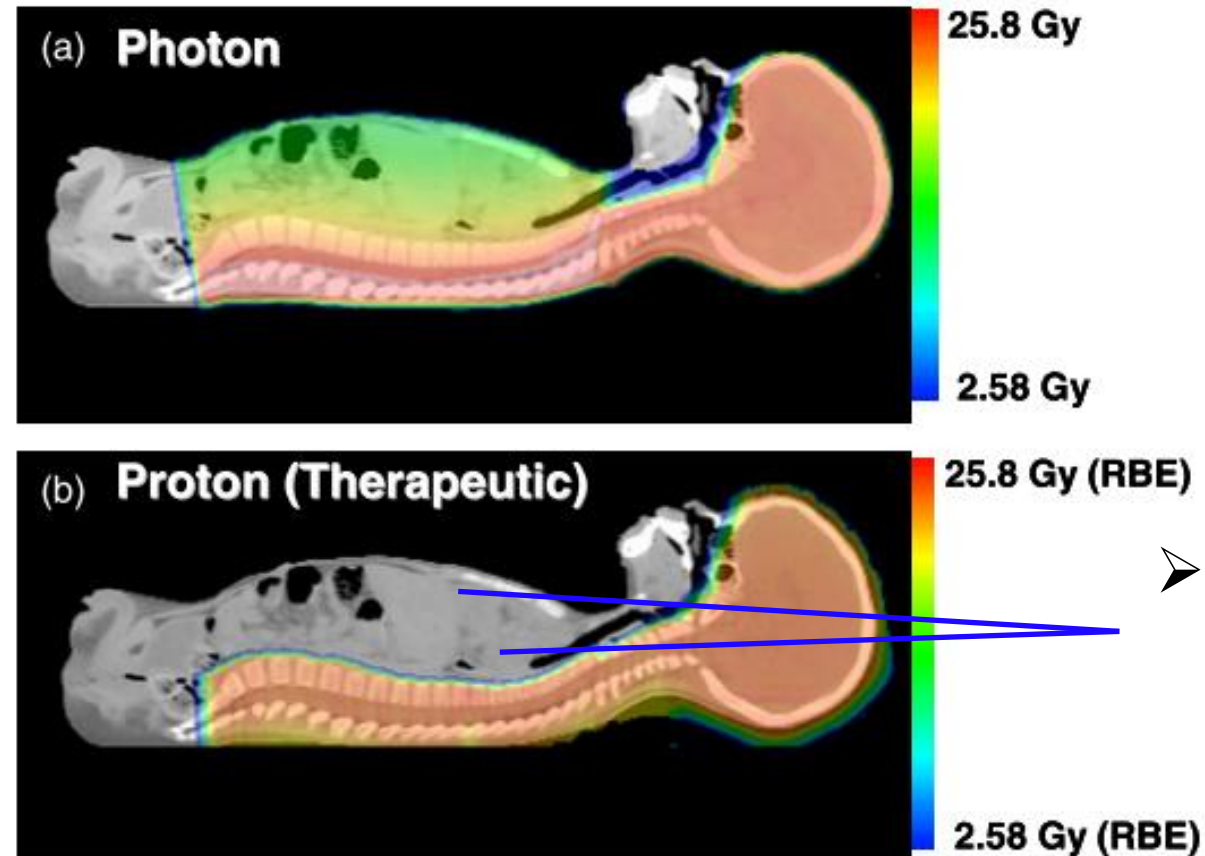 (a) Photon
25.8 Gy
2.58 Gy
(b) Proton (Therapeutic)
25.8 Gy (RBE)
2.58 Gy (RBE)